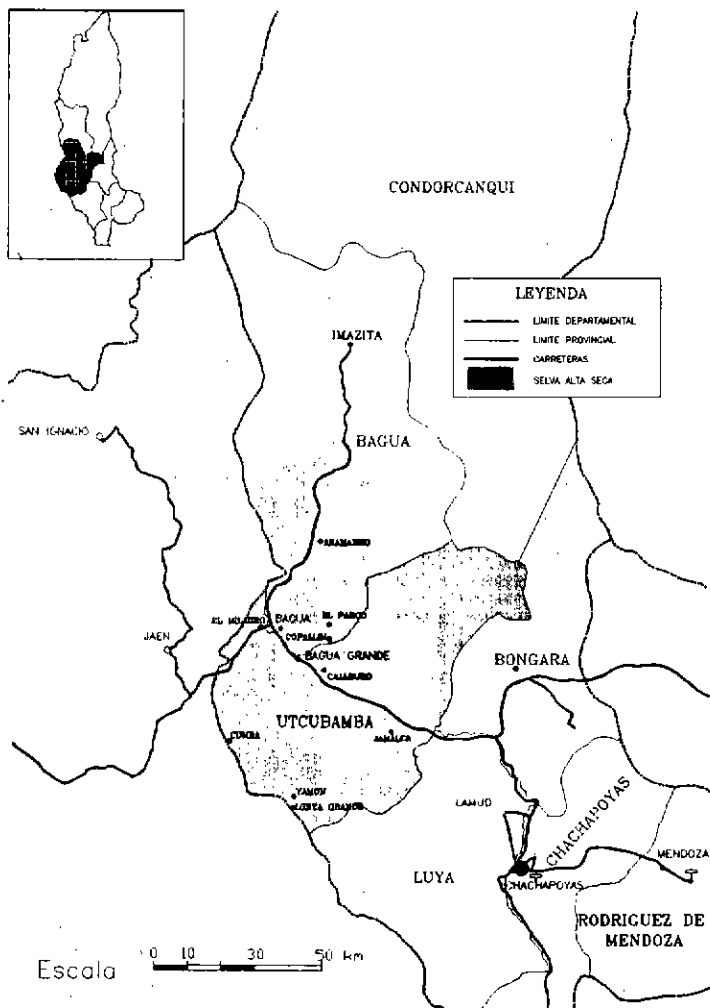 CONDORCANQUI
LEYENDA
LIMITE DEPARTAMENTAL
LIMITE PROVINCIAL
CARRETERAS
SELVA ALTA SECA
IMAZITA
SAN IGNACIO
BAGUA
ARAMANGO
EL MILAGRO
BAGUA
EL PARCO
COPALLIN
JAEN
BAGUA GRANDE
CAJARURO
BONGARA
UTCUBAMBA
CUMBA
JAMALCA
YAMON
LONYA GRANDE
LAMUD
CHACHAPOYAS
MENDOZA
LUYA
CHACHAPOYAS
RODRIGUEZ DE
MENDOZA
Escala
0 10 30 50 km